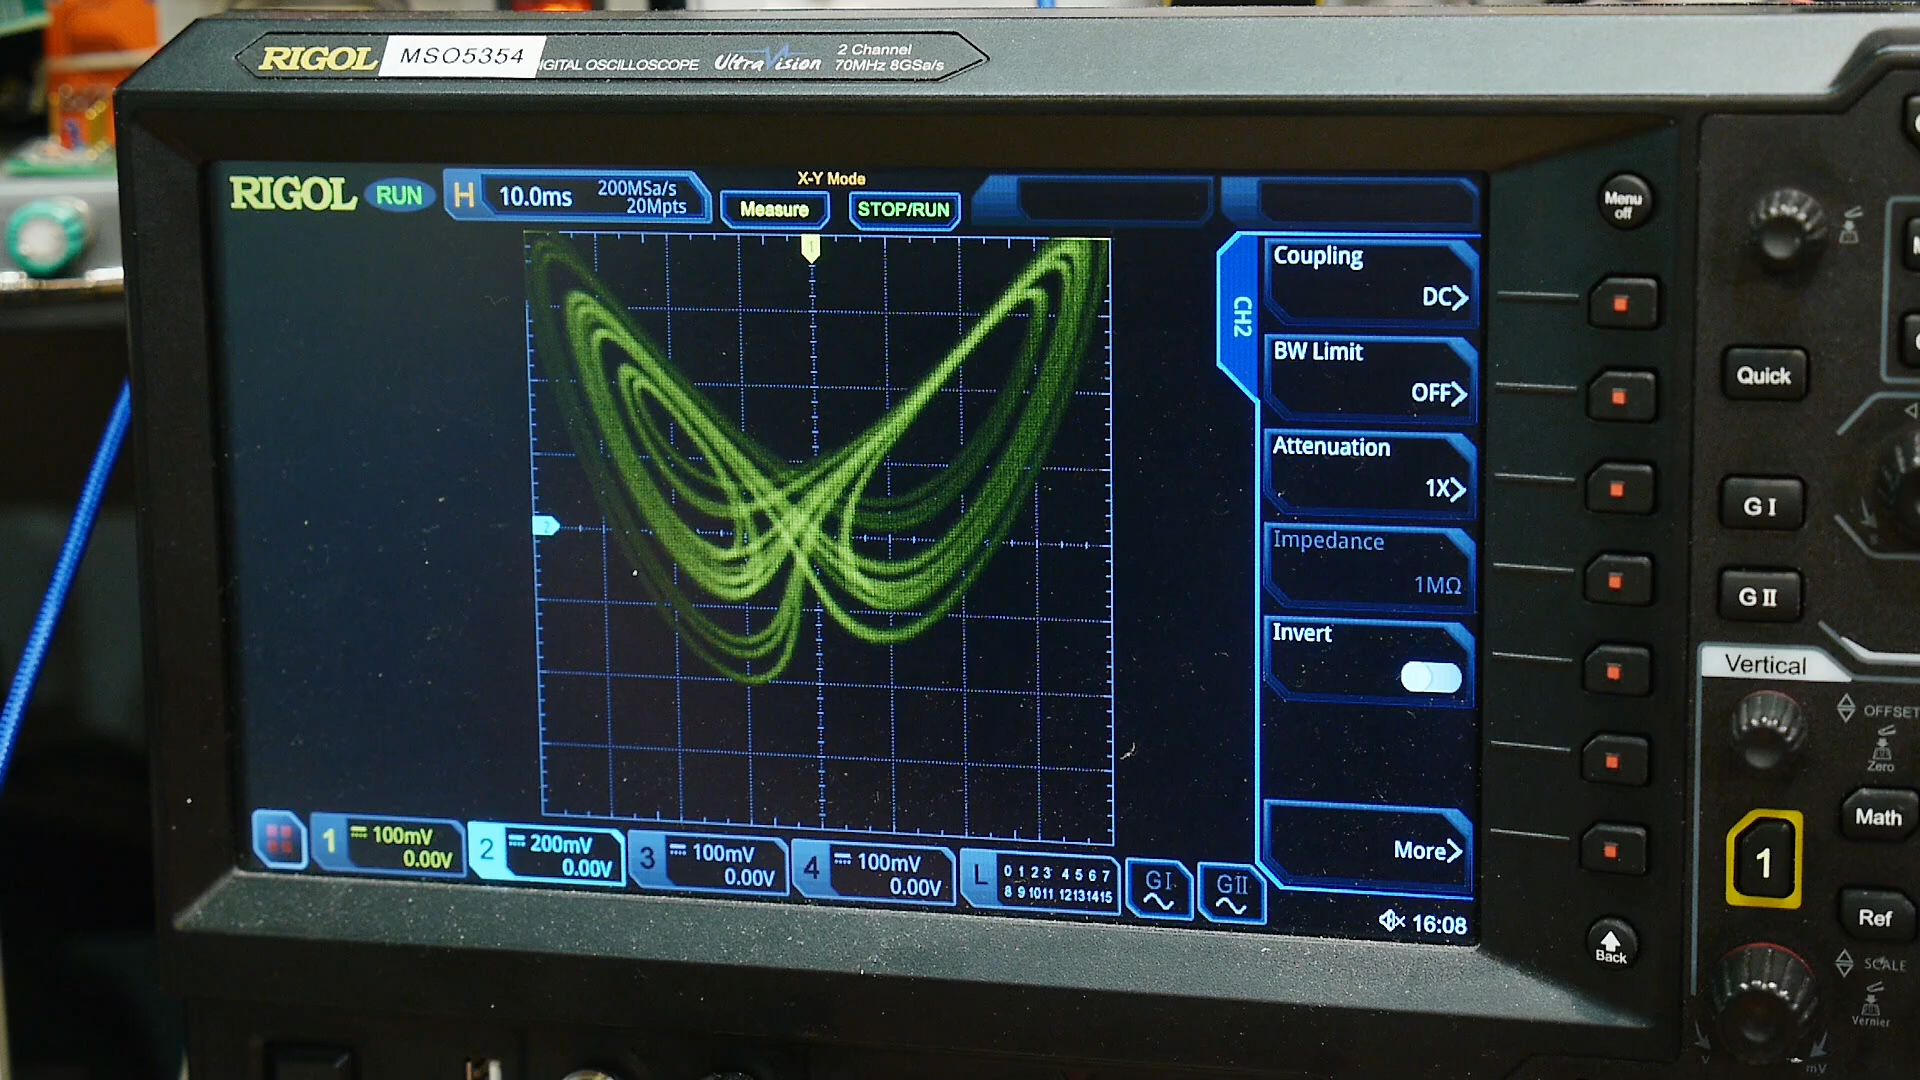 RIGOL MSO5354 IGITAL OSCILLOSCOPE UltraVision 2 Channel
70MHz 8GSa/s
RIGOL RUN H 10.0ms 200MSa/s
20Mpts
X-Y Mode
Measure STOP/RUN
1
2
CH2
Coupling
DC
BW Limit
OFF
Attenuation
1X
Impedance
1MΩ
Invert
More
1 100mV
0.00V
2 200mV
0.00V
3 100mV
0.00V
4 100mV
0.00V
L 0 1 2 3 4 5 6 7
8 9 10 11 12 13 14 15
GI
GII
16:08
Menu
off
Back
Quick
G I
G II
Vertical
OFFSET
Zero
1
Math
Ref
SCALE
Vernier
mV